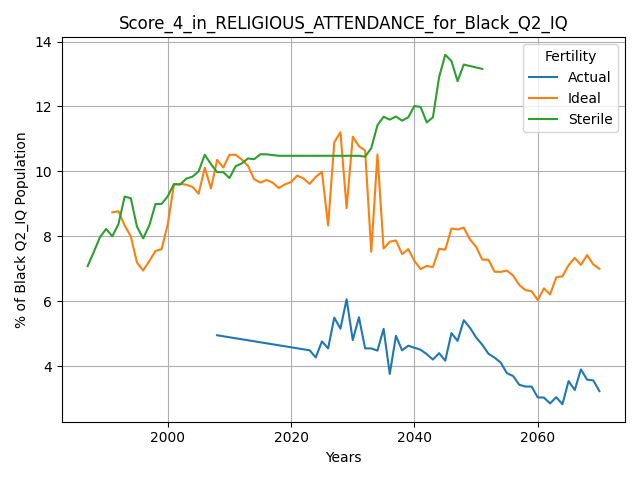 Score_4_in_RELIGIOUS_ATTENDANCE_for_Black_Q2_IQ
Fertility
Actual
Ideal
Sterile
% of Black Q2_IQ Population
14
12
10
8
6
4
2000
2020
2040
2060
Years